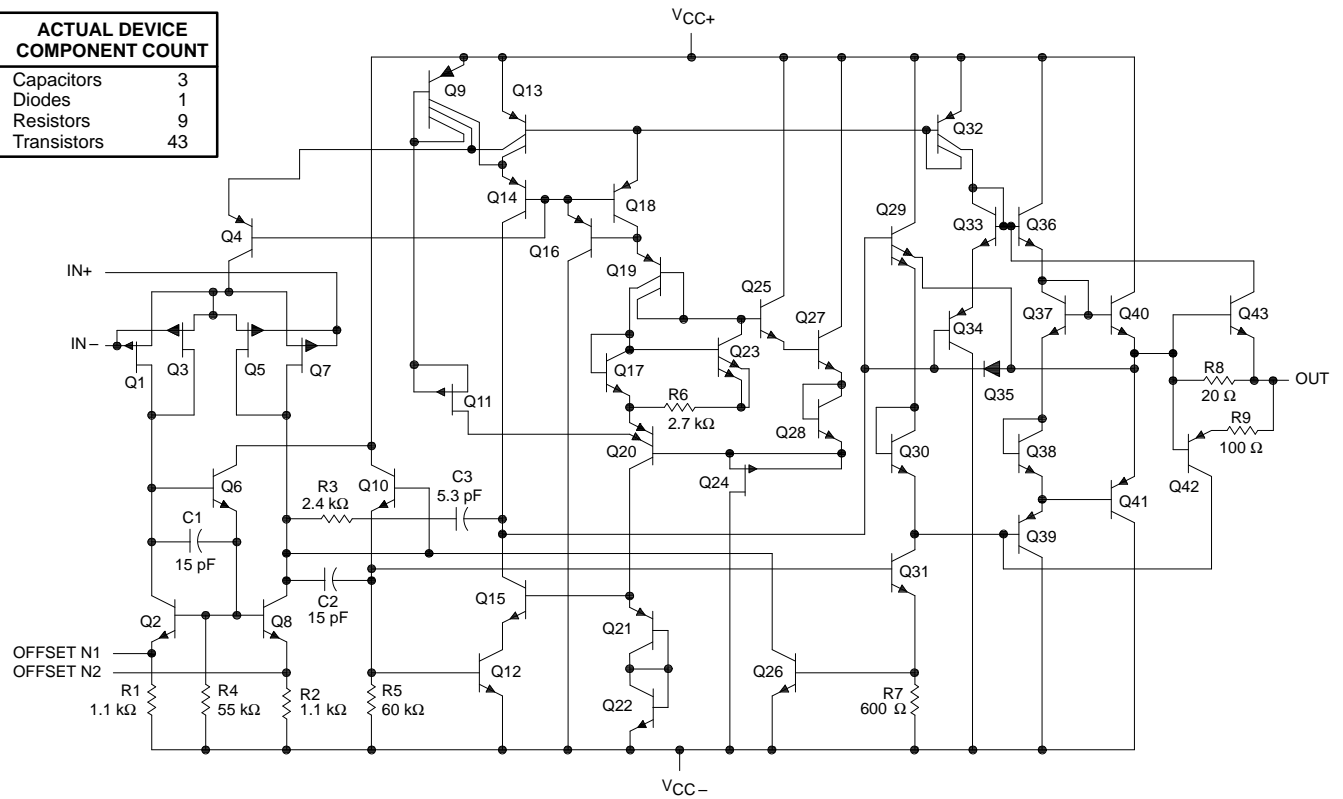 ACTUAL DEVICE
COMPONENT COUNT
Capacitors 3
Diodes 1
Resistors 9
Transistors 43
VCC+
Q9
Q13
Q32
Q14
Q18
Q29
Q33
Q36
Q4
Q16
IN+
Q19
Q25
Q27
Q34
Q37
Q40
Q43
IN−
Q1
Q3
Q5
Q7
Q11
Q17
Q23
Q35
R8
20 Ω
OUT
R6
2.7 kΩ
R9
100 Ω
Q28
Q20
Q24
Q30
Q38
Q42
Q6
Q10
R3
2.4 kΩ
C3
5.3 pF
Q41
C1
15 pF
Q39
C2
15 pF
Q31
Q2
Q8
Q15
Q21
OFFSET N1
OFFSET N2
Q12
Q26
R1
1.1 kΩ
R4
55 kΩ
R2
1.1 kΩ
R5
60 kΩ
Q22
R7
600 Ω
VCC−